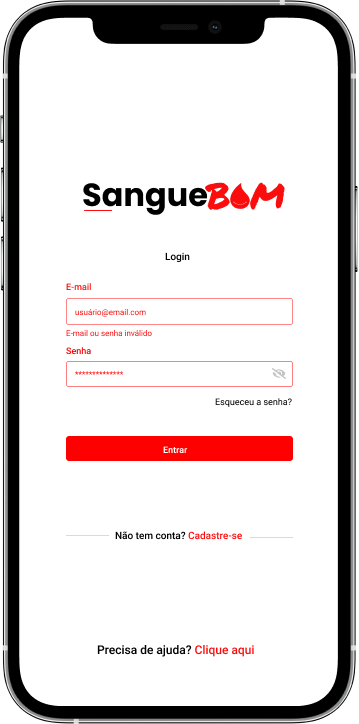 SangueBOM
Login
E-mail
usuário@email.com
E-mail ou senha inválido
Senha
**************
Esqueceu a senha?
Entrar
Não tem conta? Cadastre-se
Precisa de ajuda? Clique aqui